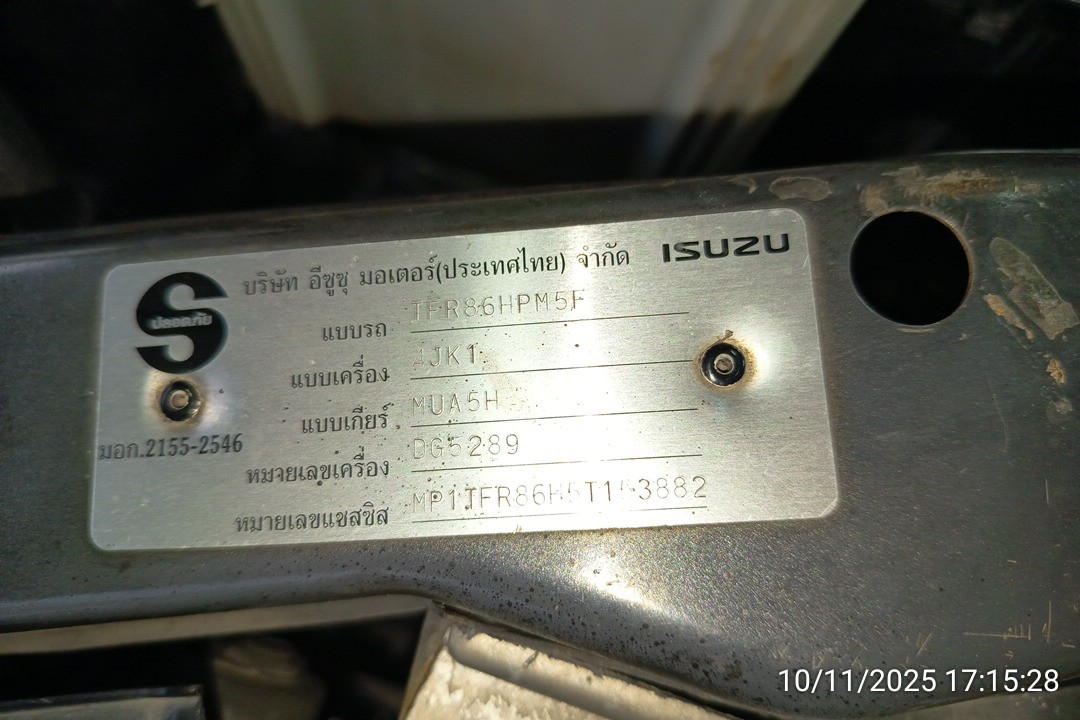 บริษัท อีซูซุ มอเตอร์(ประเทศไทย) จำกัด ISUZU
ปลอดภัย
แบบรถ TFR86HPM5F
แบบเครื่อง 4JK1
แบบเกียร์ MUA5H
มอก.2155-2546
หมายเลขเครื่อง DG5289
หมายเลขแชสซิส MP1TFR86H5T153882
10/11/2025 17:15:28